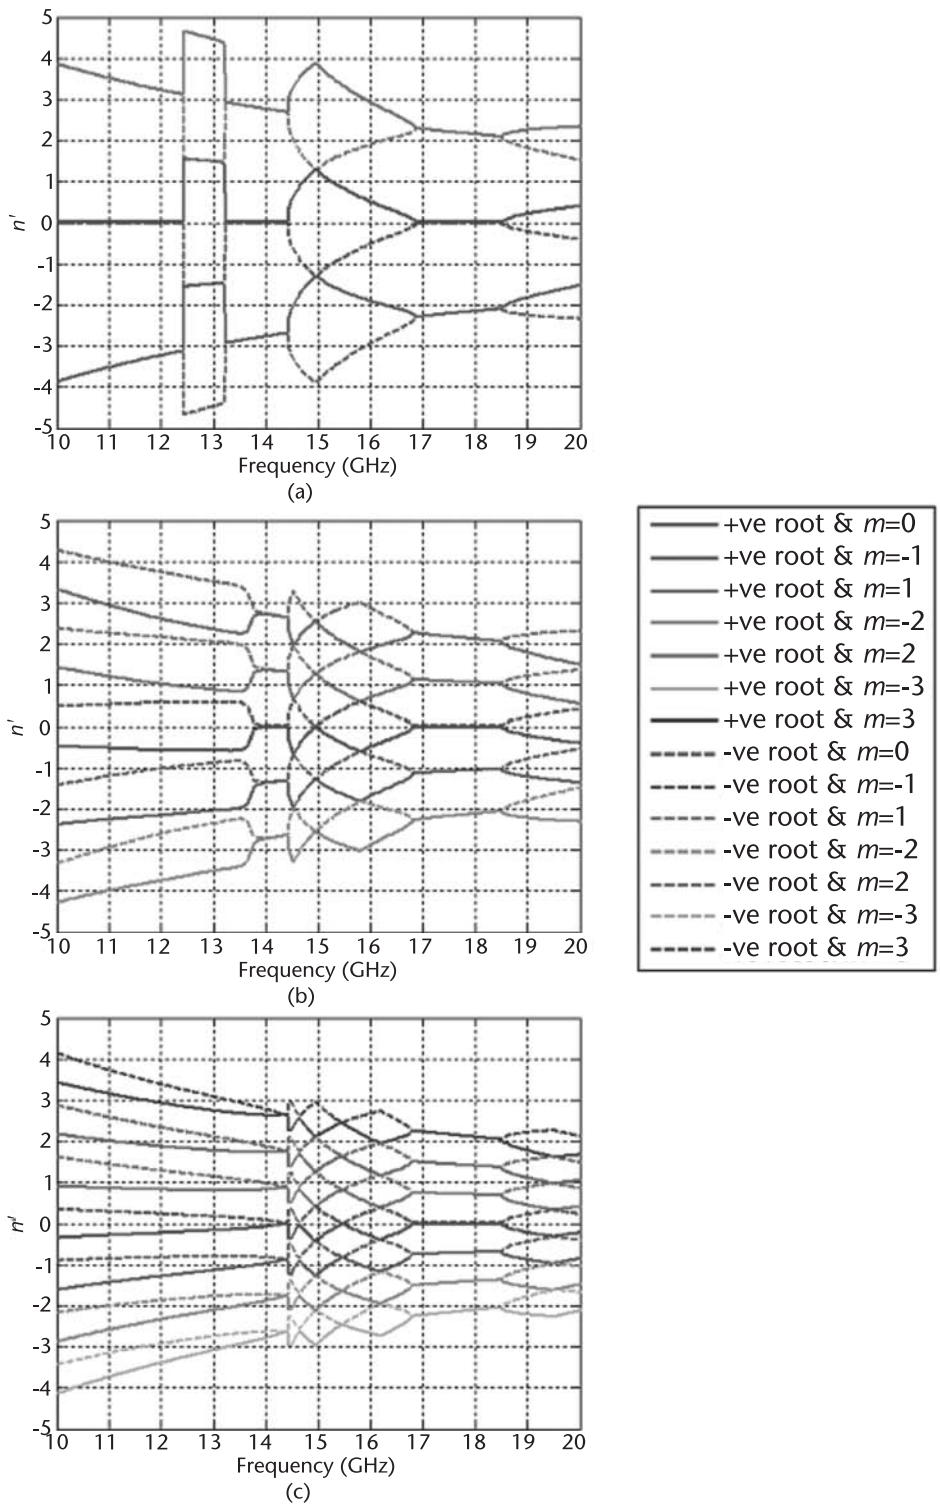 5
4
3
2
1
0
-1
-2
-3
-4
-5
n'
10 11 12 13 14 15 16 17 18 19 20
Frequency (GHz)
(a)
5
4
3
2
1
0
-1
-2
-3
-4
-5
n'
10 11 12 13 14 15 16 17 18 19 20
Frequency (GHz)
(b)
+ve root & m=0
+ve root & m=-1
+ve root & m=1
+ve root & m=-2
+ve root & m=2
+ve root & m=-3
+ve root & m=3
-ve root & m=0
-ve root & m=-1
-ve root & m=1
-ve root & m=-2
-ve root & m=2
-ve root & m=-3
-ve root & m=3
5
4
3
2
1
0
-1
-2
-3
-4
-5
n'
10 11 12 13 14 15 16 17 18 19 20
Frequency (GHz)
(c)